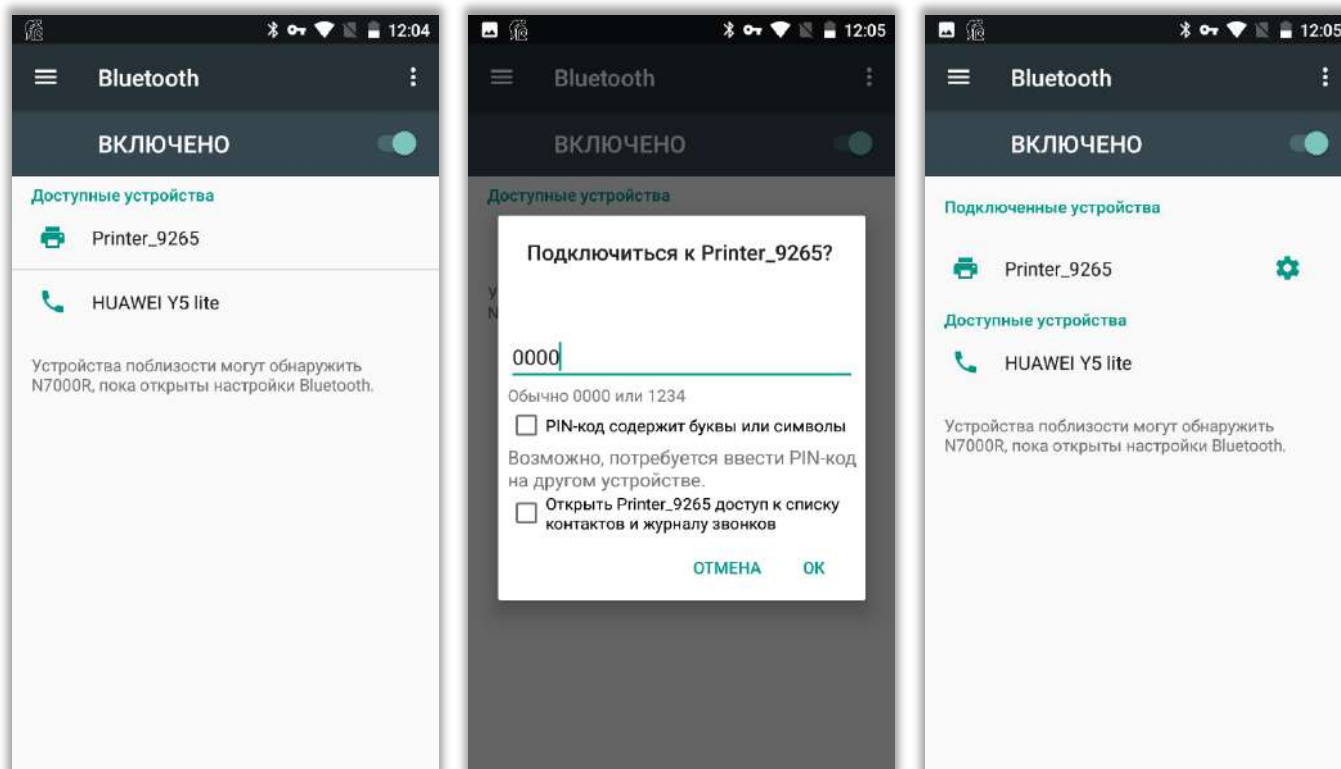 12:04
Bluetooth
ВКЛЮЧЕНО
Доступные устройства
Printer_9265
HUAWEI Y5 lite
Устройства поблизости могут обнаружить
N7000R, пока открыты настройки Bluetooth.
12:05
Bluetooth
ВКЛЮЧЕНО
Доступные устройства
У
N
Подключиться к Printer_9265?
0000
Обычно 0000 или 1234
PIN-код содержит буквы или символы
Возможно, потребуется ввести PIN-код
на другом устройстве.
Открыть Printer_9265 доступ к списку
контактов и журналу звонков
ОТМЕНА OK
12:05
Bluetooth
ВКЛЮЧЕНО
Подключенные устройства
Printer_9265
Доступные устройства
HUAWEI Y5 lite
Устройства поблизости могут обнаружить
N7000R, пока открыты настройки Bluetooth.